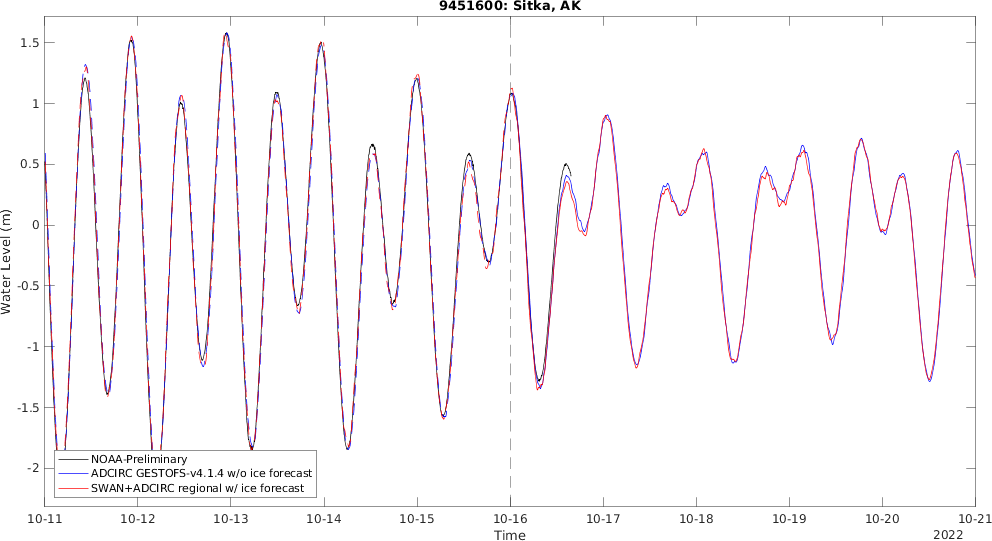 9451600: Sitka, AK
Water Level (m)
1.5
1
0.5
0
-0.5
-1
-1.5
-2
NOAA-Preliminary
ADCIRC GESTOFS-v4.1.4 w/o ice forecast
SWAN+ADCIRC regional w/ ice forecast
10-11 10-12 10-13 10-14 10-15 10-16 10-17 10-18 10-19 10-20 10-21
Time
2022